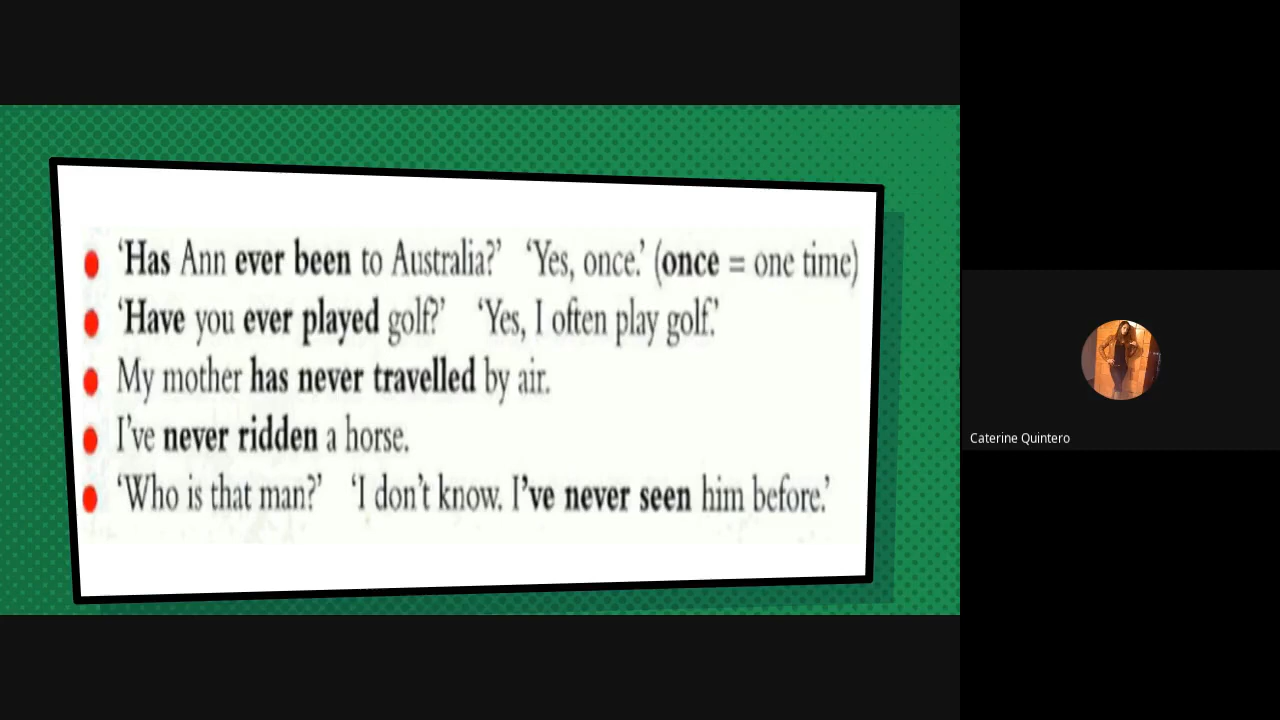 ‘Has Ann ever been to Australia?’ ‘Yes, once.’ (once = one time)
‘Have you ever played golf?’ ‘Yes, I often play golf.’
My mother has never travelled by air.
I’ve never ridden a horse.
‘Who is that man?’ ‘I don’t know. I’ve never seen him before.’
Caterine Quintero